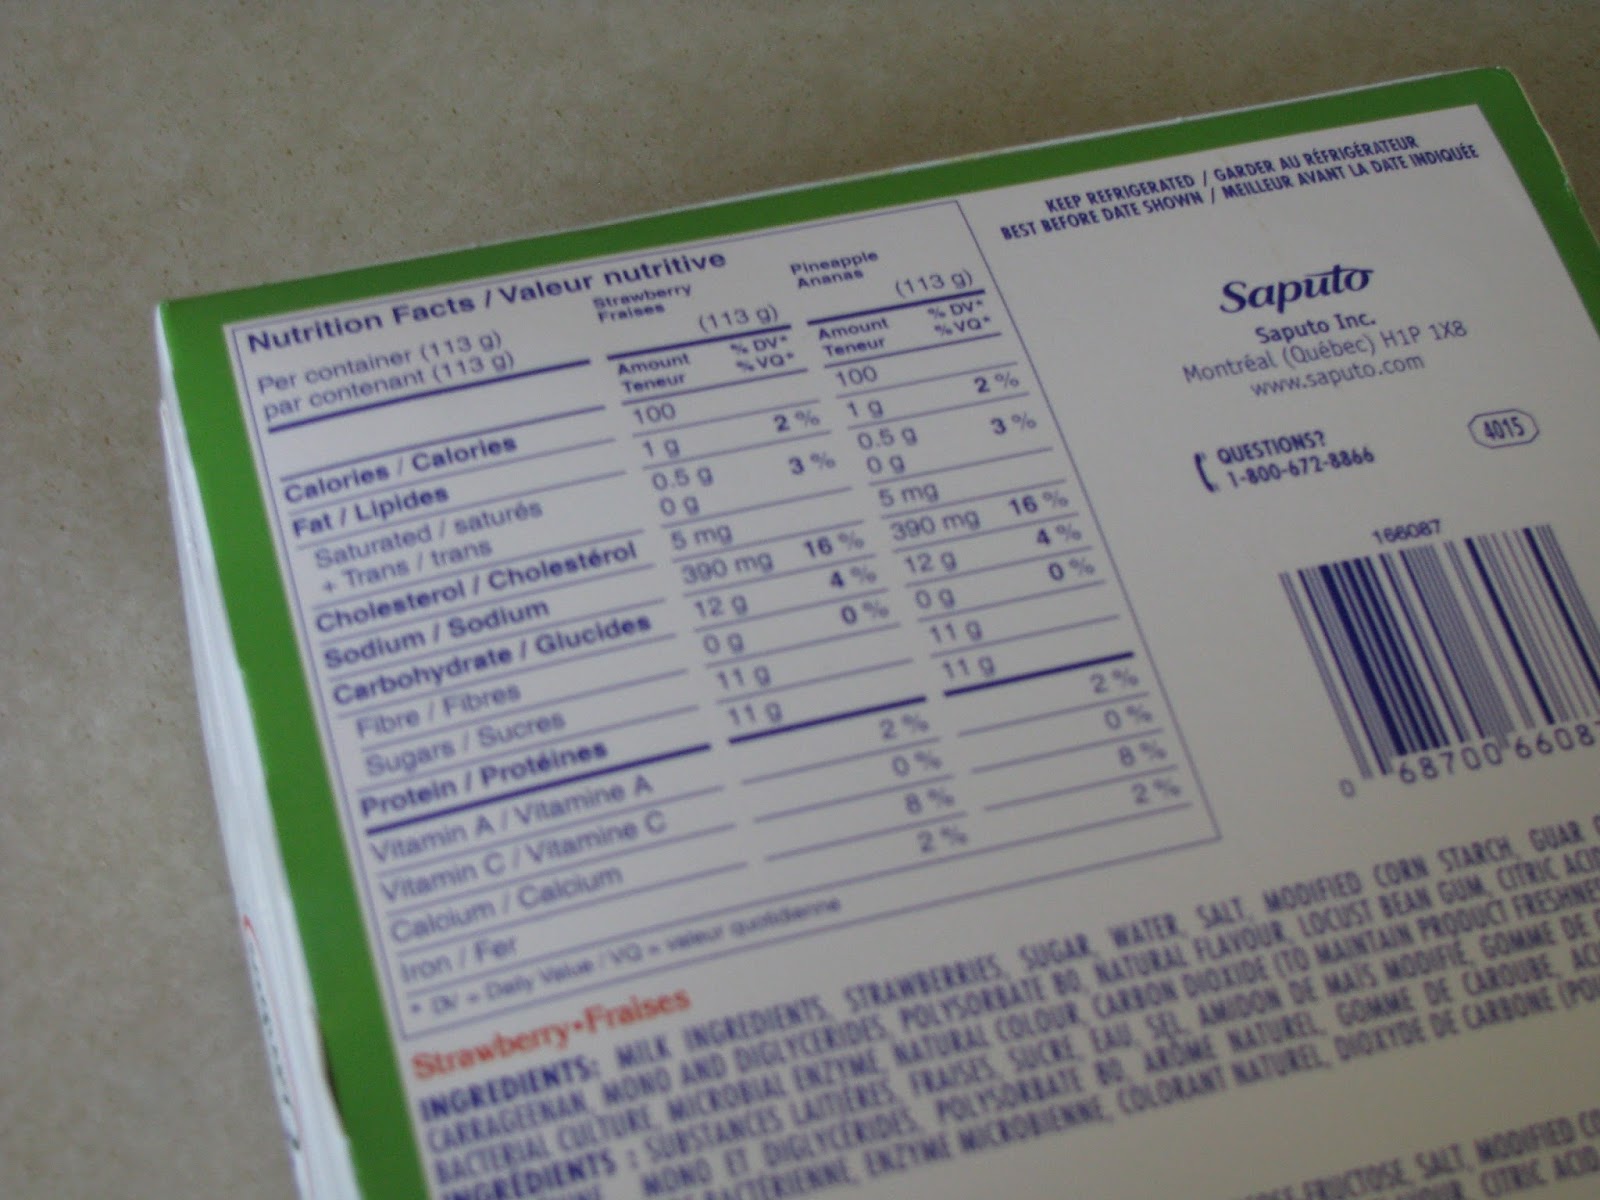 KEEP REFRIGERATED / GARDER AU RÉFRIGÉRATEUR
BEST BEFORE DATE SHOWN / MEILLEUR AVANT LA DATE INDIQUÉE
Nutrition Facts / Valeur nutritive
Per container (113 g)
par contenant (113 g)
Strawberry Pineapple
Fraises Ananas
(113 g) (113 g)
Amount % DV* Amount % DV*
Teneur % VQ* Teneur % VQ*
Calories / Calories 100 100
Fat / Lipides 1 g 2 % 1 g 2 %
Saturated / saturés 0.5 g 3 % 0.5 g 3 %
+ Trans / trans 0 g 0 g
Cholesterol / Cholestérol 5 mg 5 mg
Sodium / Sodium 390 mg 16 % 390 mg 16 %
Carbohydrate / Glucides 12 g 4 % 12 g 4 %
Fibre / Fibres 0 g 0 % 0 g 0 %
Sugars / Sucres 11 g 11 g
Protein / Protéines 11 g 11 g
Vitamin A / Vitamine A 2 % 2 %
Vitamin C / Vitamine C 0 % 0 %
Calcium / Calcium 8 % 8 %
Iron / Fer 2 % 2 %
* DV = Daily Value / VQ = valeur quotidienne
Saputo
Saputo Inc.
Montréal (Québec) H1P 1X8
www.saputo.com
QUESTIONS?
1-800-672-8866
4015
166087
0 68700 6608
Strawberry•Fraises
INGREDIENTS: MILK INGREDIENTS, STRAWBERRIES, SUGAR, WATER, SALT, MODIFIED CORN STARCH, GUAR
CARRAGEENAN, MONO AND DIGLYCERIDES, POLYSORBATE 80, NATURAL FLAVOUR, LOCUST BEAN GUM, CITRIC ACID
BACTERIAL CULTURE, MICROBIAL ENZYME, NATURAL COLOUR, CARBON DIOXIDE (TO MAINTAIN PRODUCT FRESHNE
INGRÉDIENTS : SUBSTANCES LAITIÈRES, FRAISES, SUCRE, EAU, SEL, AMIDON DE MAÏS MODIFIÉ, GOMME DE
MONO ET DIGLYCÉRIDES, POLYSORBATE 80, ARÔME NATUREL, GOMME DE CAROUBE,
BACTÉRIENNE, ENZYME MICROBIENNE, COLORANT NATUREL, DIOXYDE DE CARBONE
FRUCTOSE, SALT, MODIFIED
CITRIC ACID